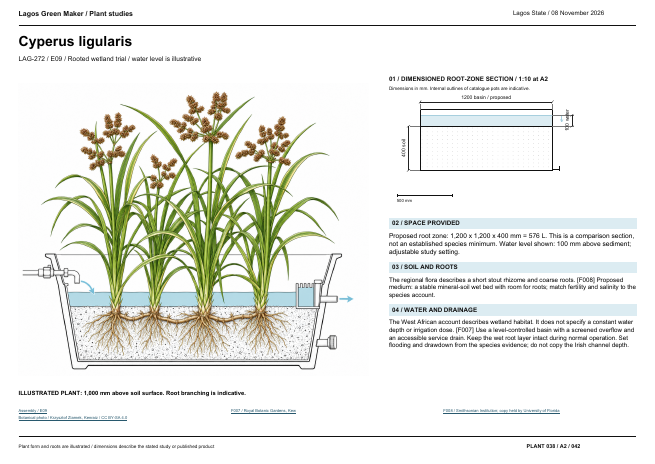 Lagos Green Maker / Plant studies
Lagos State / 08 November 2026
Cyperus ligularis
LAG-272 / E09 / Rooted wetland trial / water level is illustrative
01 / DIMENSIONED ROOT-ZONE SECTION / 1:10 at A2
Dimensions in mm. Internal outlines of catalogue pots are indicative.
1200 basin / proposed
100 water
400 soil
500 mm
02 / SPACE PROVIDED
Proposed root zone: 1,200 x 1,200 x 400 mm = 576 L. This is a comparison section,
not an established species minimum. Water level shown: 100 mm above sediment;
adjustable study setting.
03 / SOIL AND ROOTS
The regional flora describes a short stout rhizome and coarse roots. [F008] Proposed
medium: a stable mineral-soil wet bed with room for roots; match fertility and salinity to the
species account.
04 / WATER AND DRAINAGE
The West African account describes wetland habitat. It does not specify a constant water
depth or irrigation dose. [F007] Use a level-controlled basin with a screened overflow and
an accessible service drain. Keep the wet root layer intact during normal operation. Set
flooding and drawdown from the species evidence; do not copy the Irish channel depth.
ILLUSTRATED PLANT: 1,000 mm above soil surface. Root branching is indicative.
Assembly / E09
F007 / Royal Botanic Gardens, Kew
F008 / Smithsonian Institution; copy held by University of Florida
Botanical photo / Krzysztof Ziarnek, Kenraiz / CC BY-SA 4.0
Plant form and roots are illustrated / dimensions describe the stated study or published product
PLANT 038 / A2 / 042